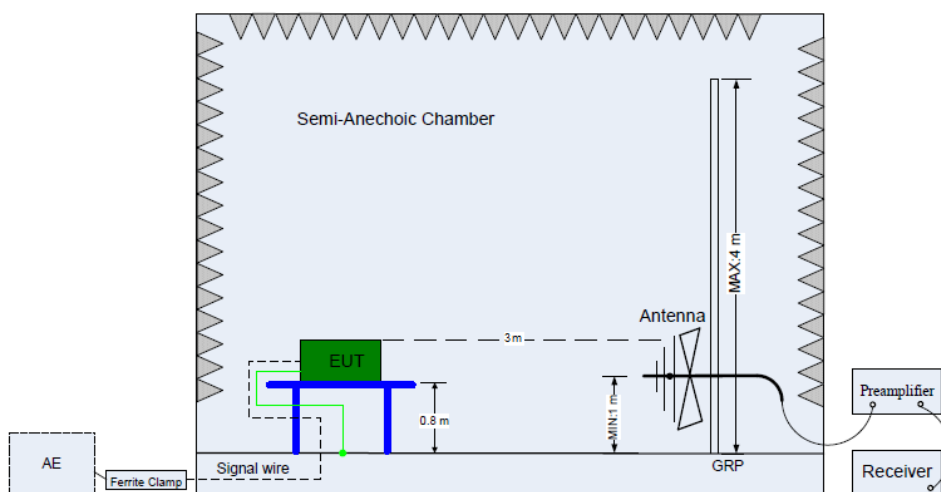 Semi-Anechoic Chamber
MAX:4 m
Antenna
3m
EUT
MIN:1 m
0.8 m
Preamplifier
AE
Signal wire
Ferrite Clamp
GRP
Receiver